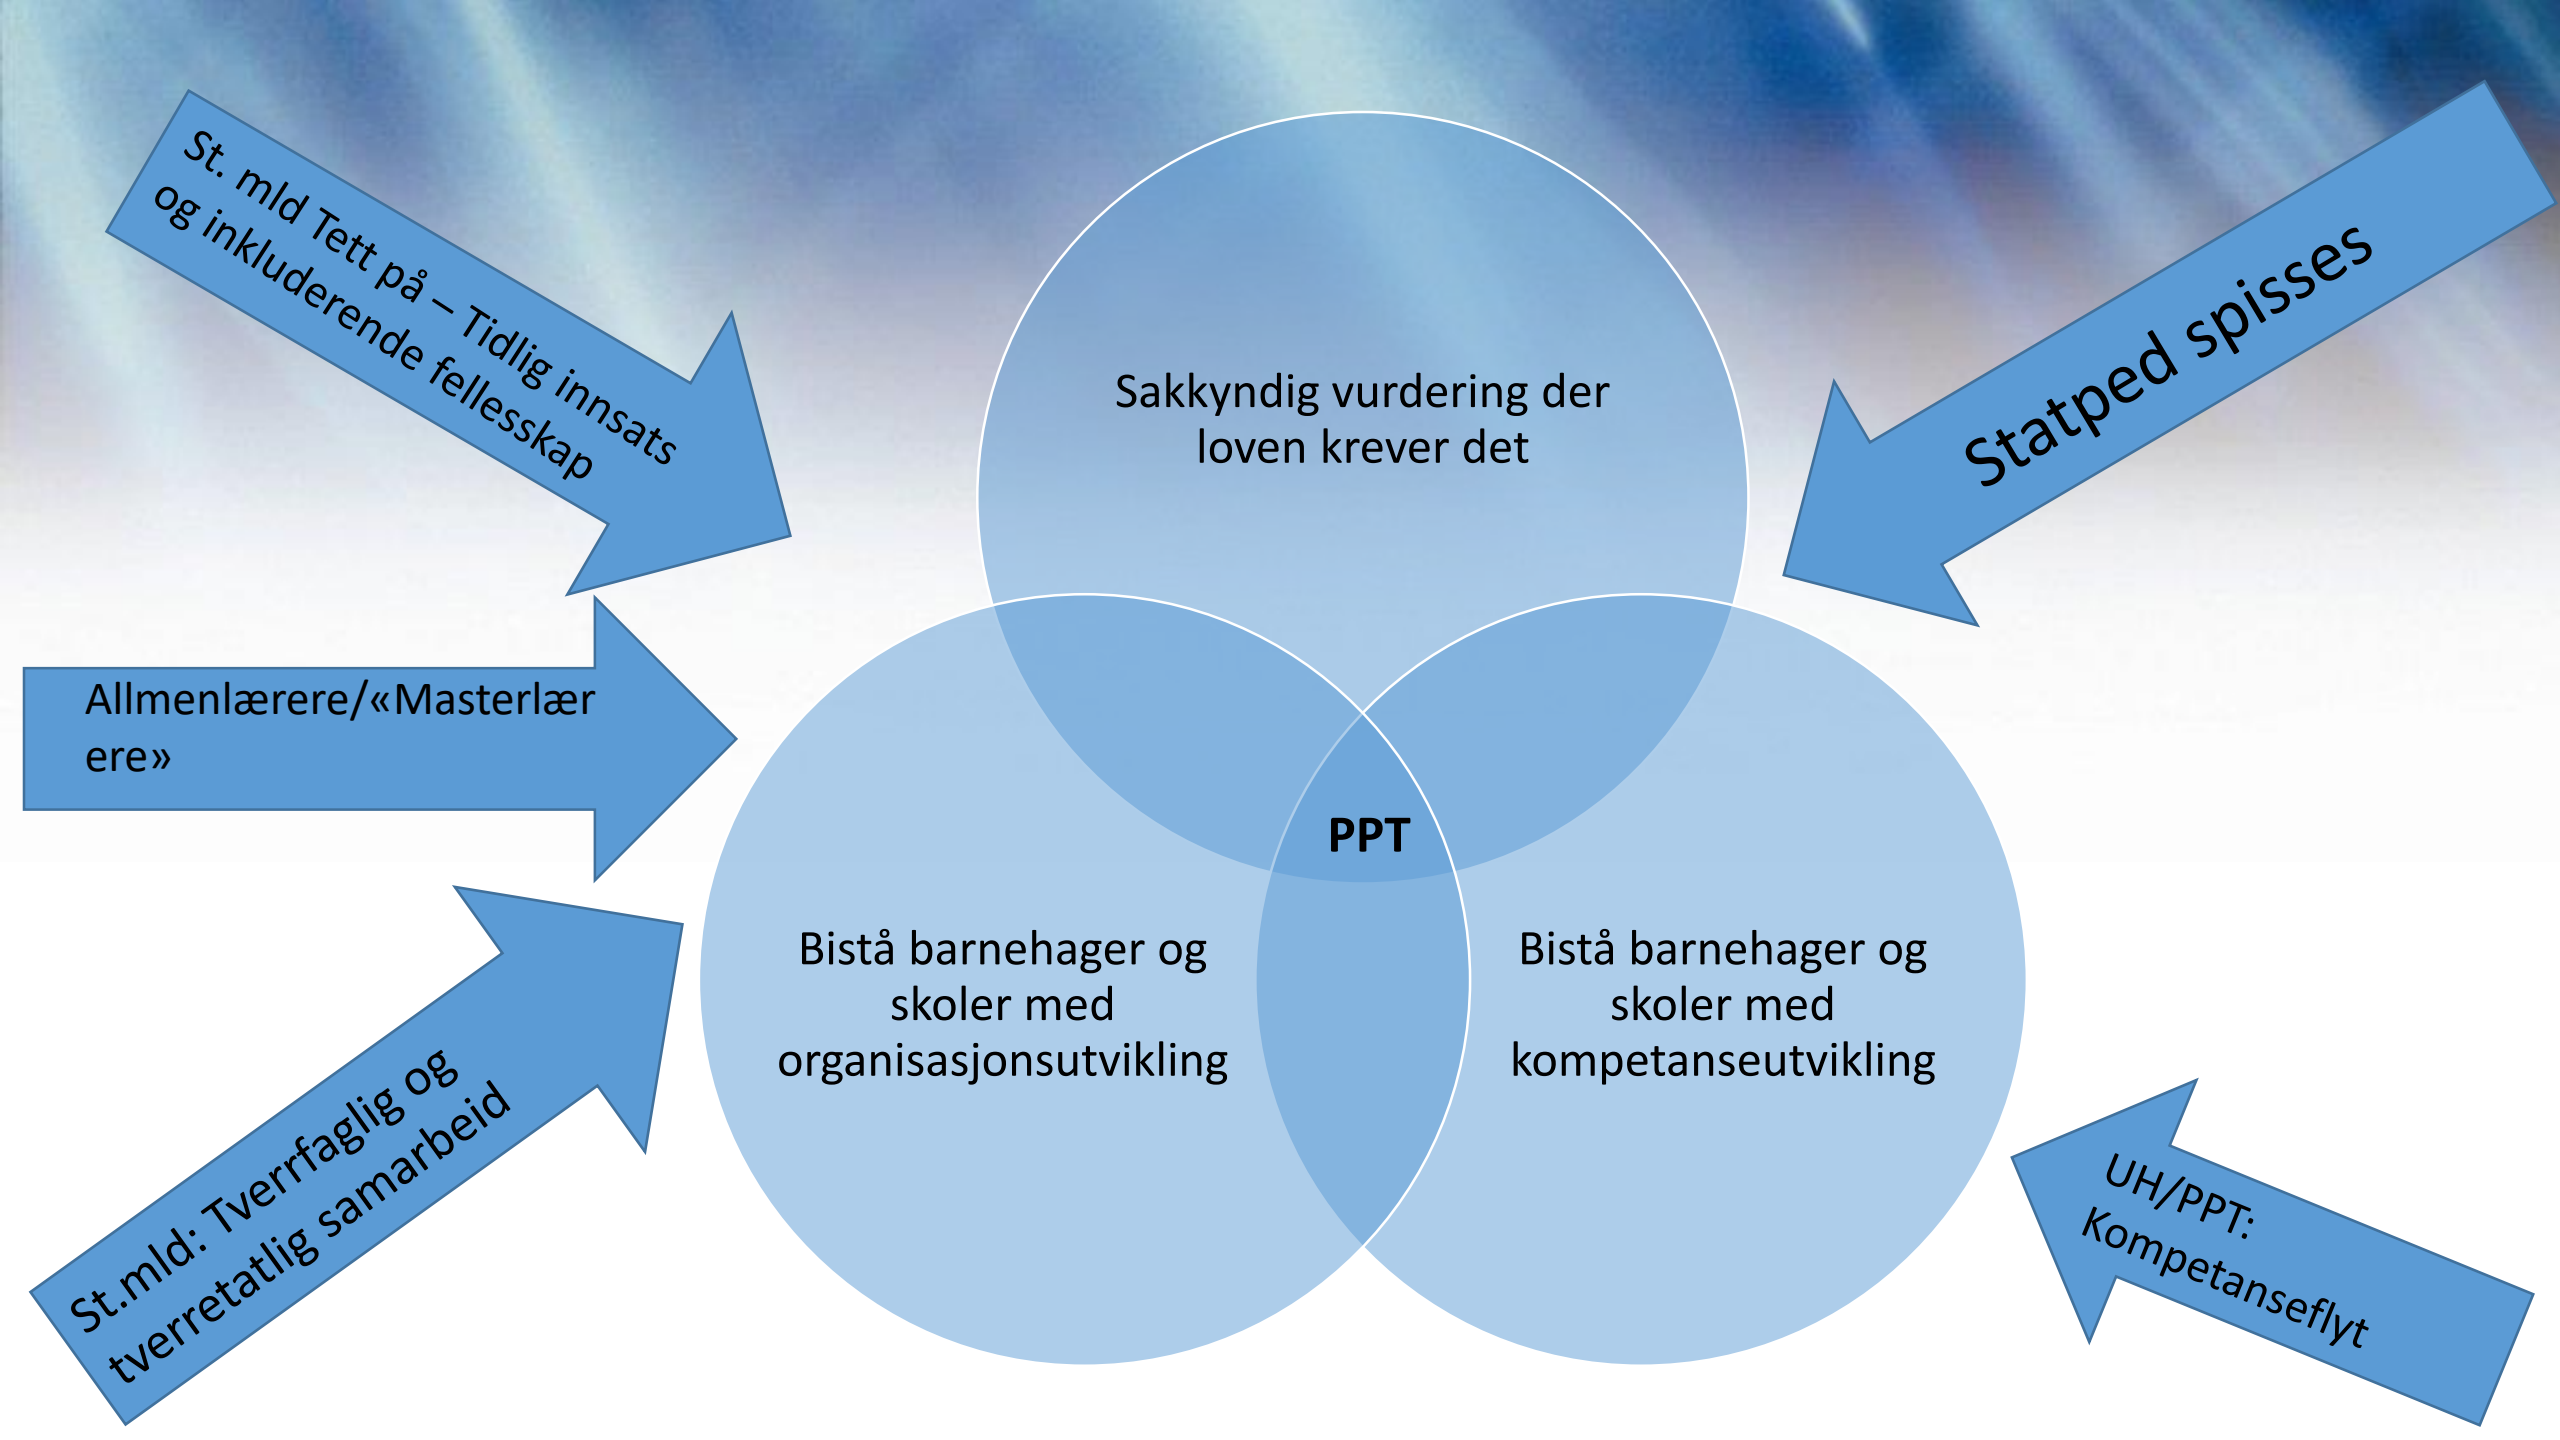 St. mld Tett på – Tidlig innsats
og inkluderende fellesskap
Statped spisses
Sakkyndig vurdering der
loven krever det
Allmenlærere/«Masterlær
ere»
PPT
Bistå barnehager og
skoler med
organisasjonsutvikling
Bistå barnehager og
skoler med
kompetanseutvikling
St.mld: Tverrfaglig og
tverretatlig samarbeid
UH/PPT:
Kompetanseflyt